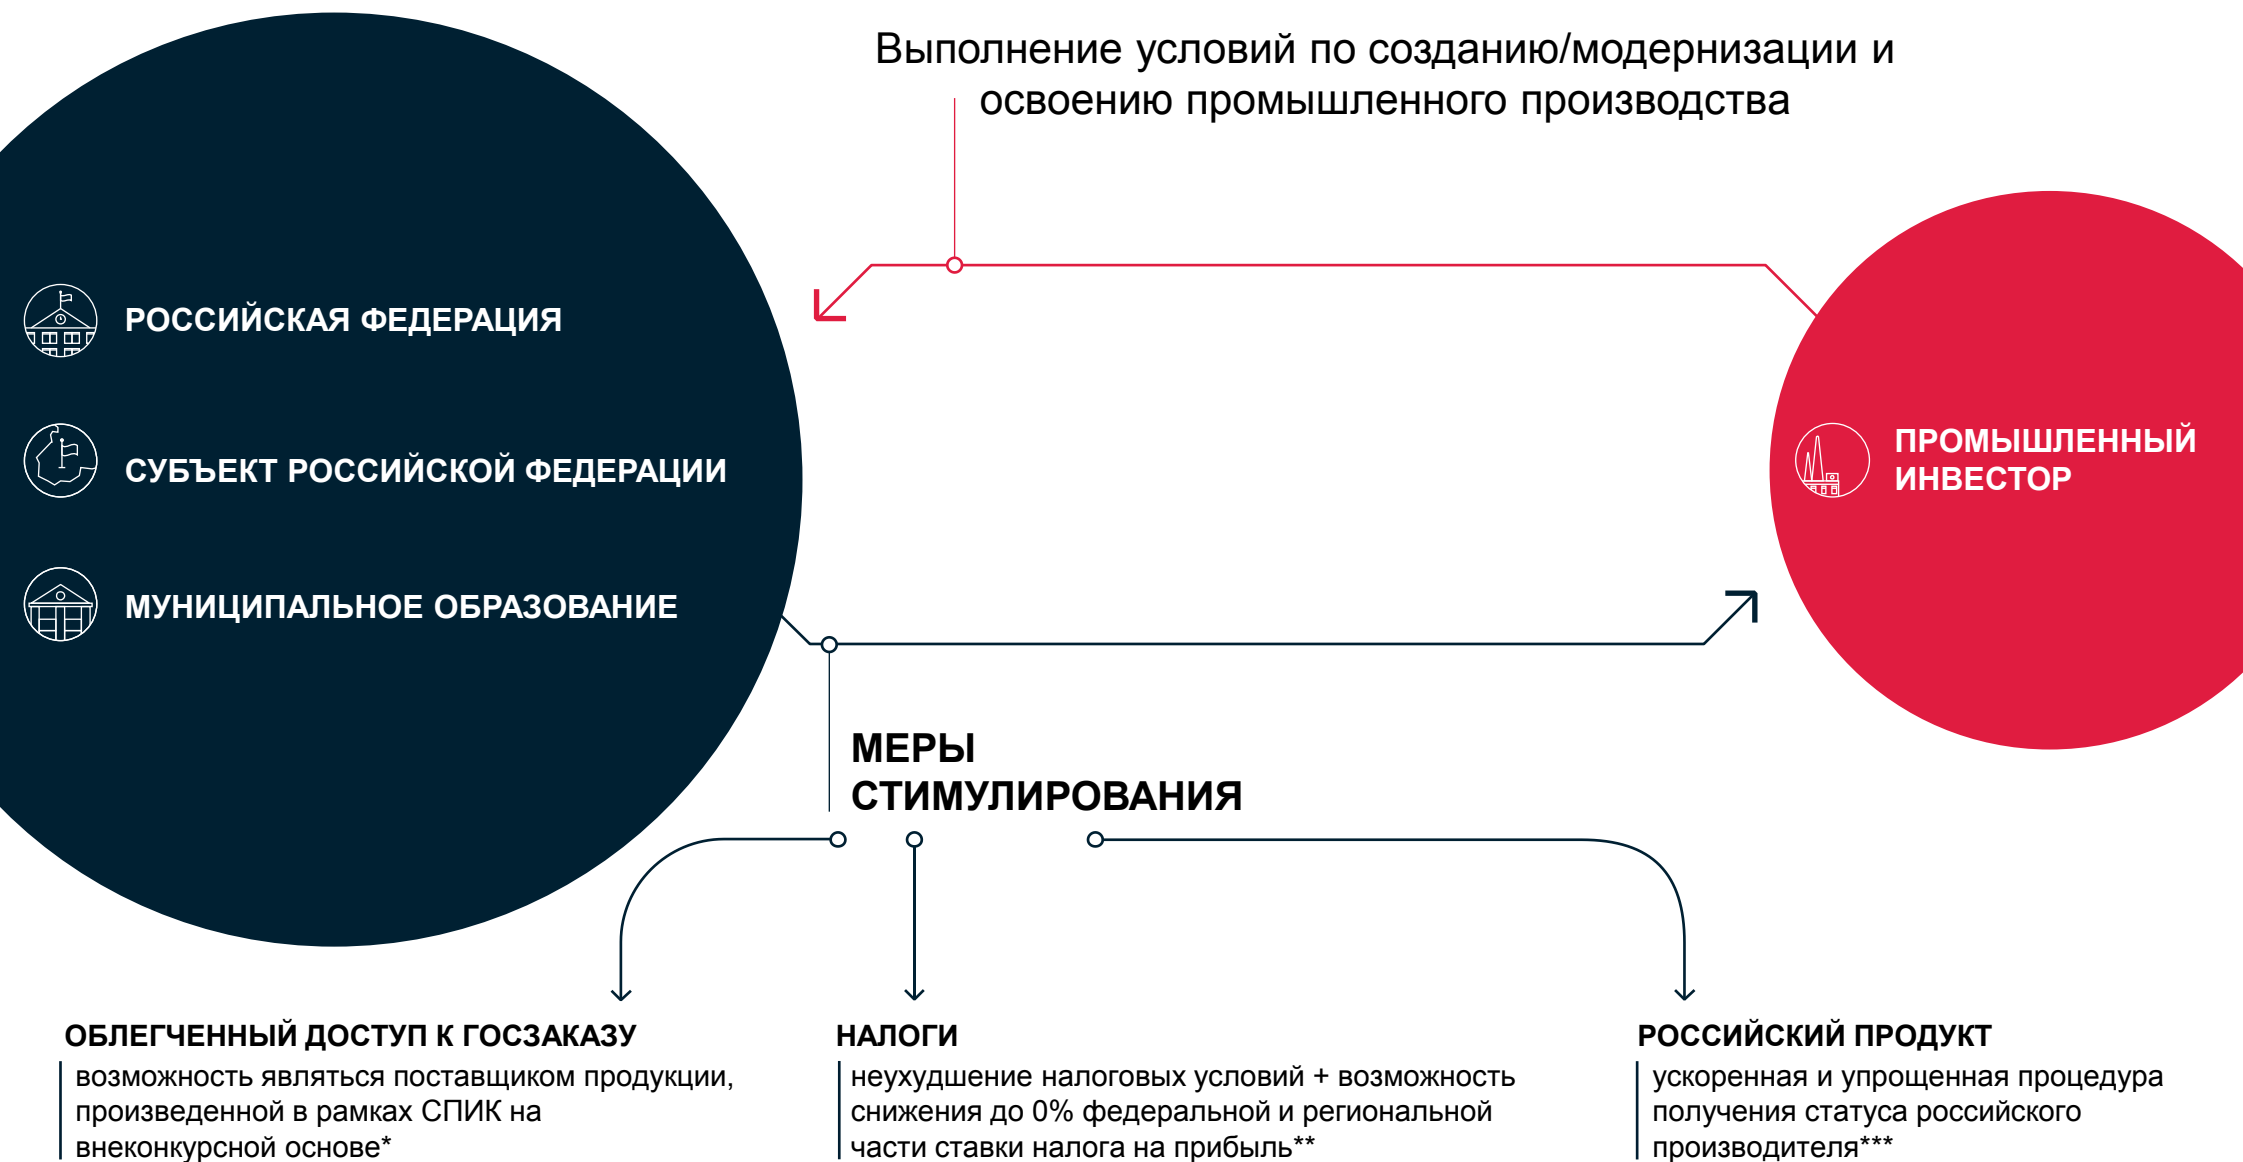 Выполнение условий по созданию/модернизации и
освоению промышленного производства
РОССИЙСКАЯ ФЕДЕРАЦИЯ
СУБЪЕКТ РОССИЙСКОЙ ФЕДЕРАЦИИ
МУНИЦИПАЛЬНОЕ ОБРАЗОВАНИЕ
ПРОМЫШЛЕННЫЙ
ИНВЕСТОР
МЕРЫ
СТИМУЛИРОВАНИЯ
ОБЛЕГЧЕННЫЙ ДОСТУП К ГОСЗАКАЗУ
возможность являться поставщиком продукции,
произведенной в рамках СПИК на
внеконкурсной основе*
НАЛОГИ
неухудшение налоговых условий + возможность
снижения до 0% федеральной и региональной
части ставки налога на прибыль**
РОССИЙСКИЙ ПРОДУКТ
ускоренная и упрощенная процедура
получения статуса российского
производителя***